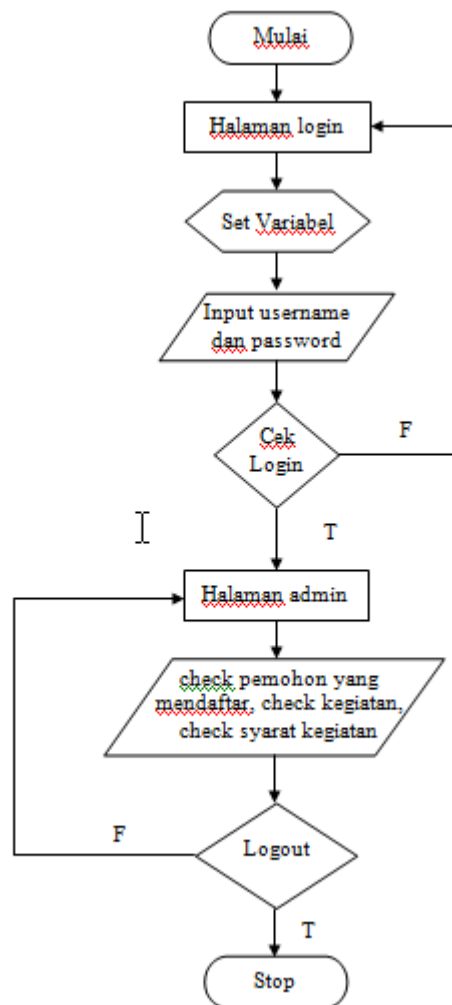 Mulai
Halaman login
Set Variabel
Input username
dan password
Cek
Login
F
T
Halaman admin
check pemohon yang
mendaftar, check kegiatan,
check syarat kegiatan
Logout
F
T
Stop